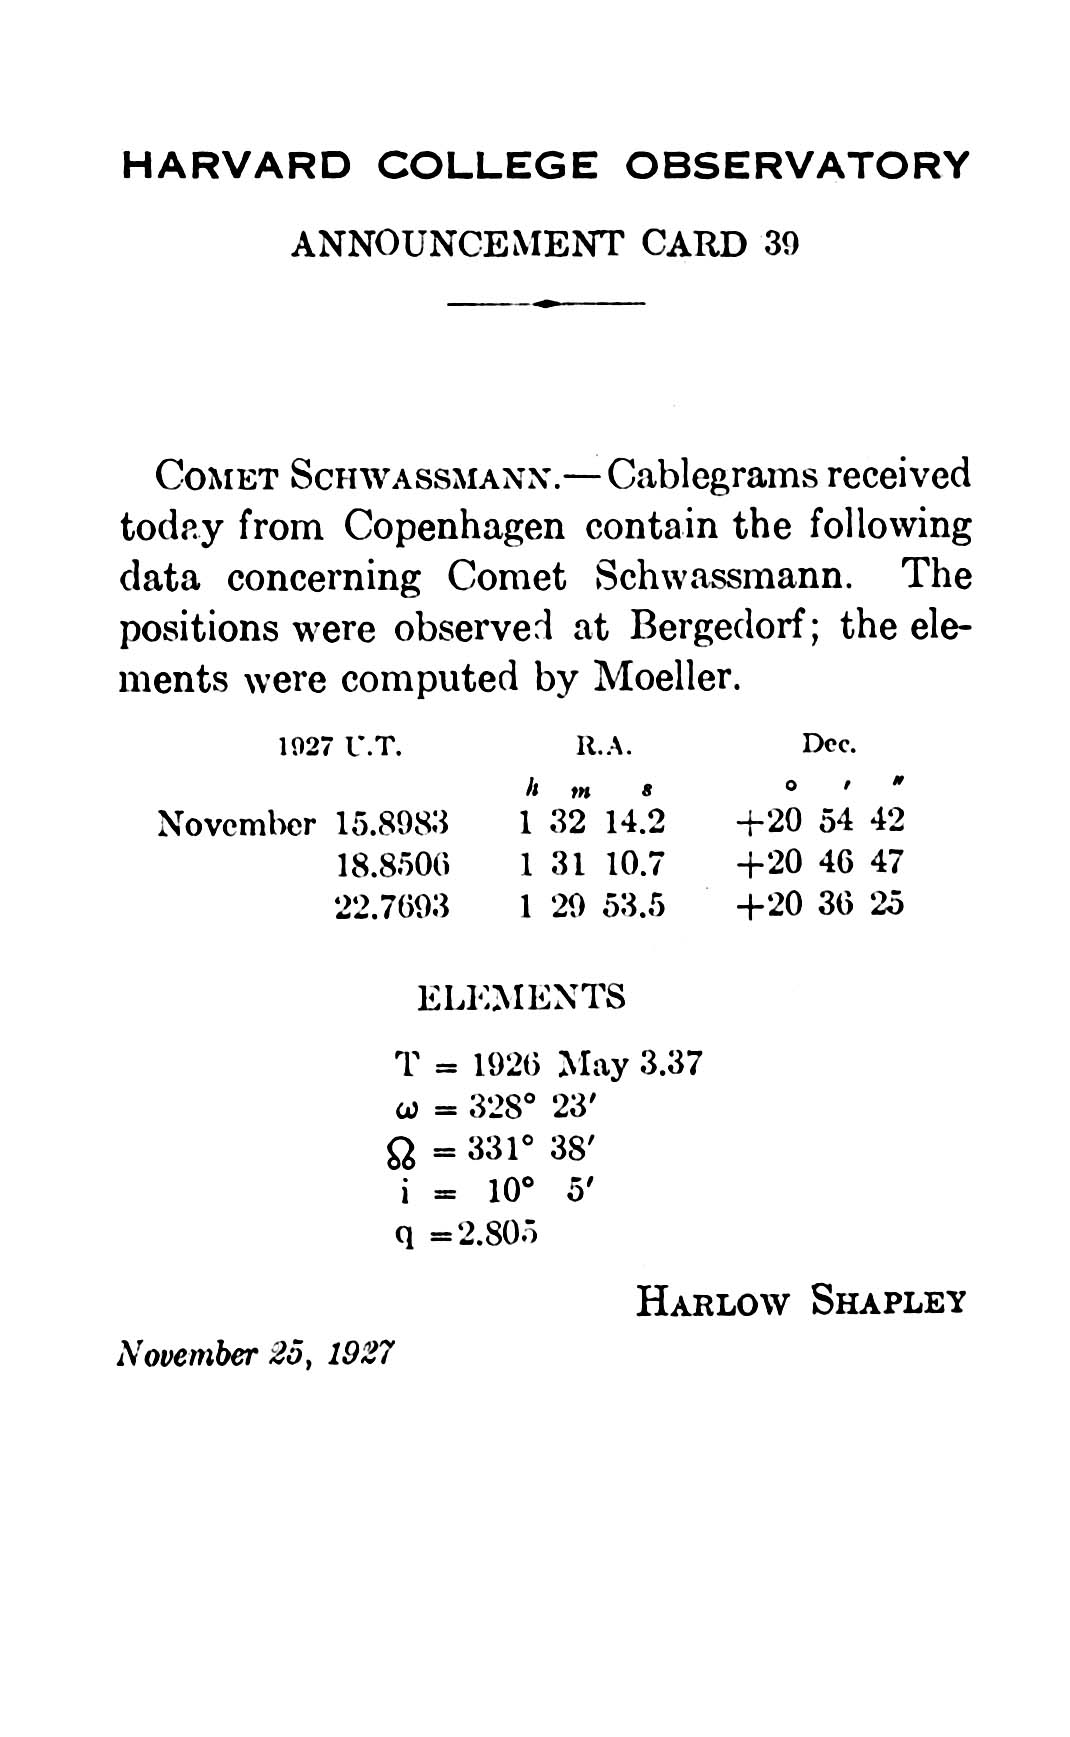 HARVARD COLLEGE OBSERVATORY
ANNOUNCEMENT CARD 39
COMET SCHWASSMANN.—Cablegrams received
today from Copenhagen contain the following
data concerning Comet Schwassmann. The
positions were observed at Bergedorf; the ele-
ments were computed by Moeller.
1927 U.T. R.A. Dec.
h m s ° ′ ″
November 15.8983 1 32 14.2 +20 54 42
18.8506 1 31 10.7 +20 46 47
22.7693 1 29 53.5 +20 36 25
ELEMENTS
T = 1926 May 3.37
ω = 328° 23′
☊ = 331° 38′
i = 10° 5′
q = 2.805
HARLOW SHAPLEY
November 25, 1927